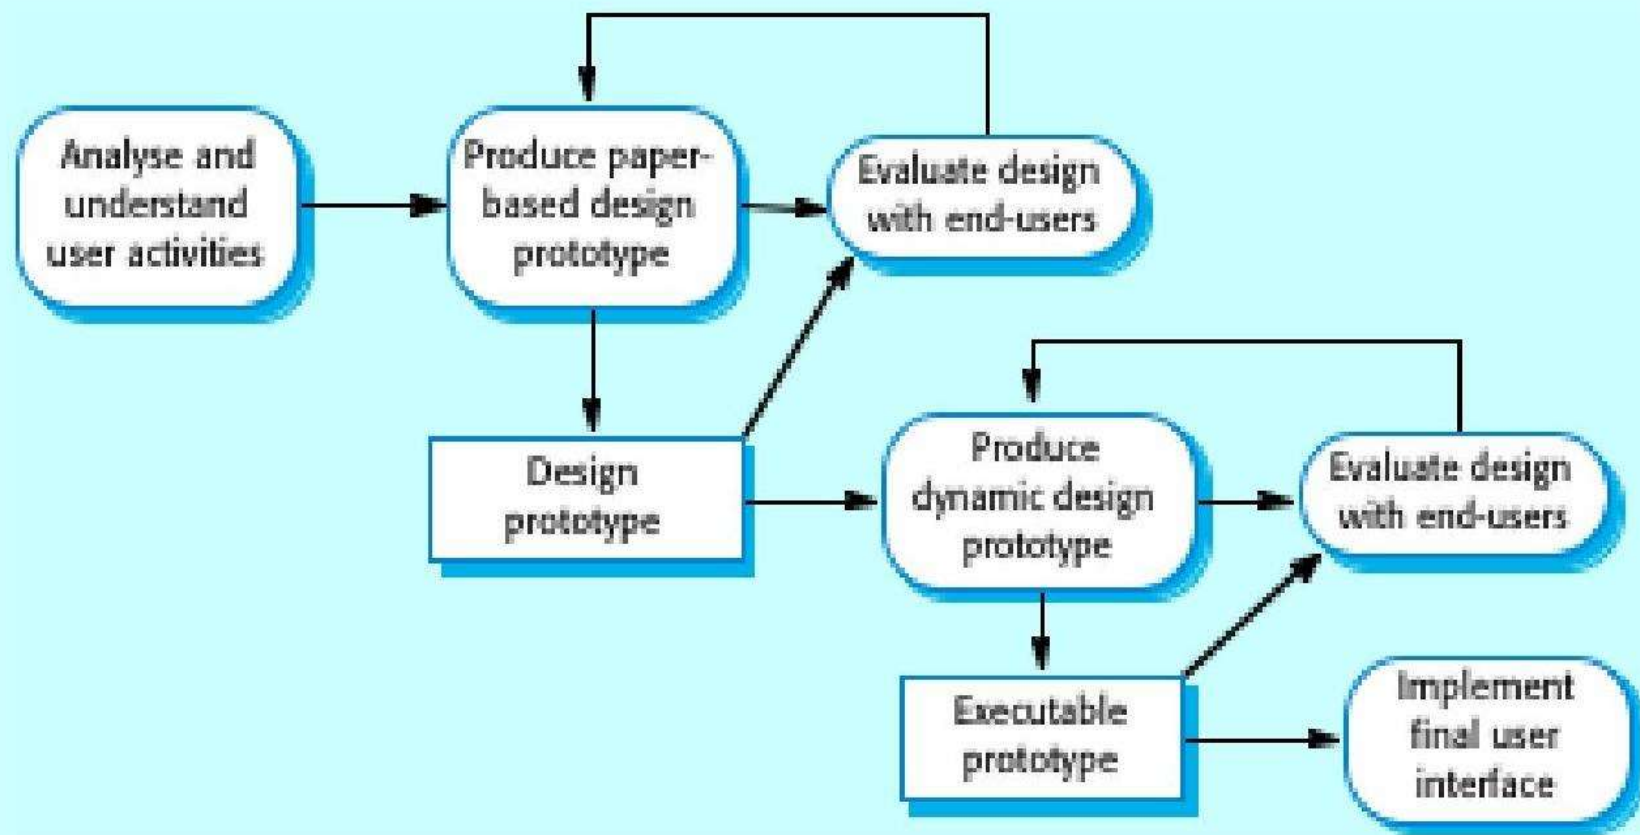 Analyse and
understand
user activities
Produce paper-
based design
prototype
Evaluate design
with end-users
Design
prototype
Produce
dynamic design
prototype
Evaluate design
with end-users
Executable
prototype
Implement
final user
interface